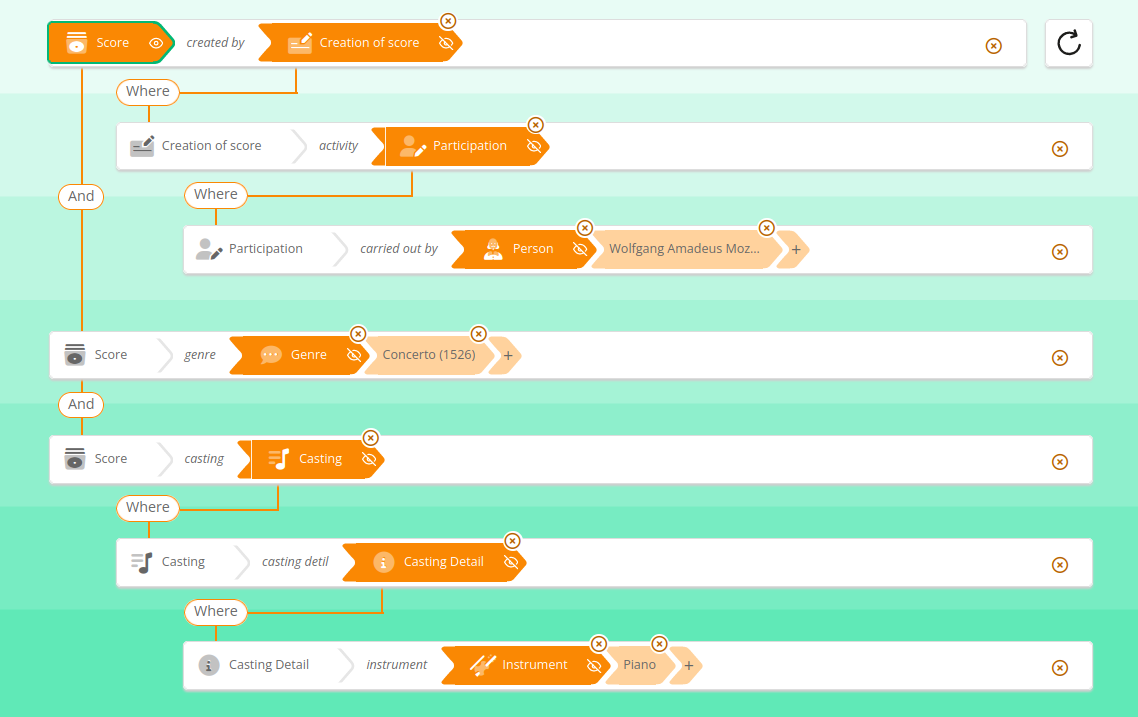 Score created by Creation of score
Where
Creation of score activity Participation
And
Where
Participation carried out by Person Wolfgang Amadeus Moz... +
Score genre Genre Concerto (1526) +
And
Score casting Casting
Where
Casting casting detil Casting Detail
Where
Casting Detail instrument Instrument Piano +